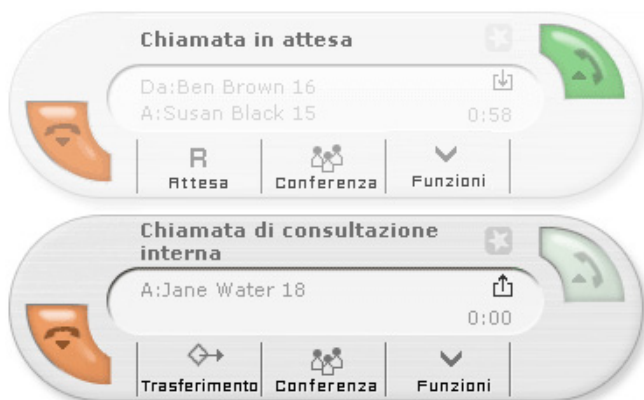 Chiamata in attesa
Da:Ben Brown 16
A:Susan Black 15
0:58
R
Attesa
Conferenza
Funzioni
Chiamata di consultazione
interna
A:Jane Water 18
0:00
Trasferimento
Conferenza
Funzioni